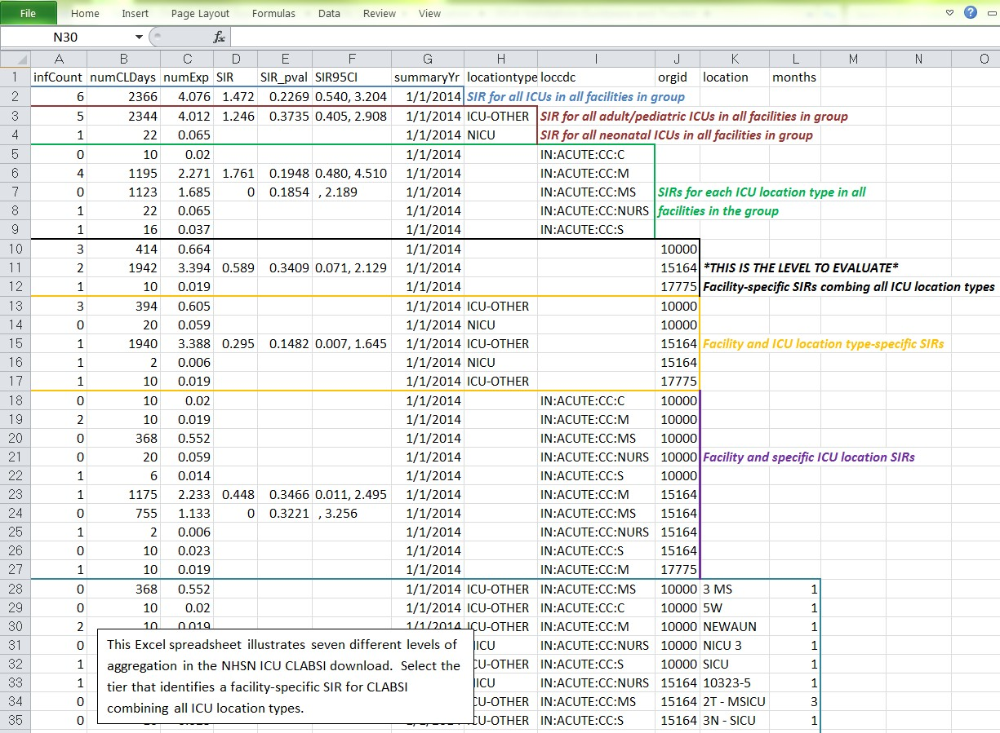 File Home Insert Page Layout Formulas Data Review View
N30 fx
A B C D E F G H I J K L M N O
1 infCount numCLDays numExp SIR SIR_pval SIR95CI summaryYr locationtype loccdc orgid location months
2 6 2366 4.076 1.472 0.2269 0.540, 3.204 1/1/2014 SIR for all ICUs in all facilities in group
3 5 2344 4.012 1.246 0.3735 0.405, 2.908 1/1/2014 ICU-OTHER SIR for all adult/pediatric ICUs in all facilities in group
4 1 22 0.065 1/1/2014 NICU SIR for all neonatal ICUs in all facilities in group
5 0 10 0.02 1/1/2014 IN:ACUTE:CC:C
6 4 1195 2.271 1.761 0.1948 0.480, 4.510 1/1/2014 IN:ACUTE:CC:M
7 0 1123 1.685 0 0.1854 , 2.189 1/1/2014 IN:ACUTE:CC:MS SIRs for each ICU location type in all
8 1 22 0.065 1/1/2014 IN:ACUTE:CC:NURS facilities in the group
9 1 16 0.037 1/1/2014 IN:ACUTE:CC:S
10 3 414 0.664 1/1/2014 10000
11 2 1942 3.394 0.589 0.3409 0.071, 2.129 1/1/2014 15164 *THIS IS THE LEVEL TO EVALUATE*
12 1 10 0.019 1/1/2014 17775 Facility-specific SIRs combing all ICU location types
13 3 394 0.605 1/1/2014 ICU-OTHER 10000
14 0 20 0.059 1/1/2014 NICU 10000
15 1 1940 3.388 0.295 0.1482 0.007, 1.645 1/1/2014 ICU-OTHER 15164 Facility and ICU location type-specific SIRs
16 1 2 0.006 1/1/2014 NICU 15164
17 1 10 0.019 1/1/2014 ICU-OTHER 17775
18 0 10 0.02 1/1/2014 IN:ACUTE:CC:C 10000
19 2 10 0.019 1/1/2014 IN:ACUTE:CC:M 10000
20 0 368 0.552 1/1/2014 IN:ACUTE:CC:MS 10000
21 0 20 0.059 1/1/2014 IN:ACUTE:CC:NURS 10000 Facility and specific ICU location SIRs
22 1 6 0.014 1/1/2014 IN:ACUTE:CC:S 10000
23 1 1175 2.233 0.448 0.3466 0.011, 2.495 1/1/2014 IN:ACUTE:CC:M 15164
24 0 755 1.133 0 0.3221 , 3.256 1/1/2014 IN:ACUTE:CC:MS 15164
25 1 2 0.006 1/1/2014 IN:ACUTE:CC:NURS 15164
26 0 10 0.023 1/1/2014 IN:ACUTE:CC:S 15164
27 1 10 0.019 1/1/2014 IN:ACUTE:CC:M 17775
28 0 368 0.552 1/1/2014 ICU-OTHER IN:ACUTE:CC:MS 10000 3 MS 1
29 0 10 0.02 1/1/2014 ICU-OTHER IN:ACUTE:CC:C 10000 5W 1
30 2 10 0.019 1/1/2014 ICU-OTHER IN:ACUTE:CC:M 10000 NEWAUN 1
31 0 IN:ACUTE:CC:NURS 10000 NICU 3 1
32 1 IN:ACUTE:CC:S 10000 SICU 1
33 1 IN:ACUTE:CC:NURS 15164 10323-5 1
34 0 IN:ACUTE:CC:MS 15164 2T - MSICU 3
35 0 IN:ACUTE:CC:S 15164 3N - SICU 1
This Excel spreadsheet illustrates seven different levels of
aggregation in the NHSN ICU CLABSI download. Select the
tier that identifies a facility-specific SIR for CLABSI
combining all ICU location types.